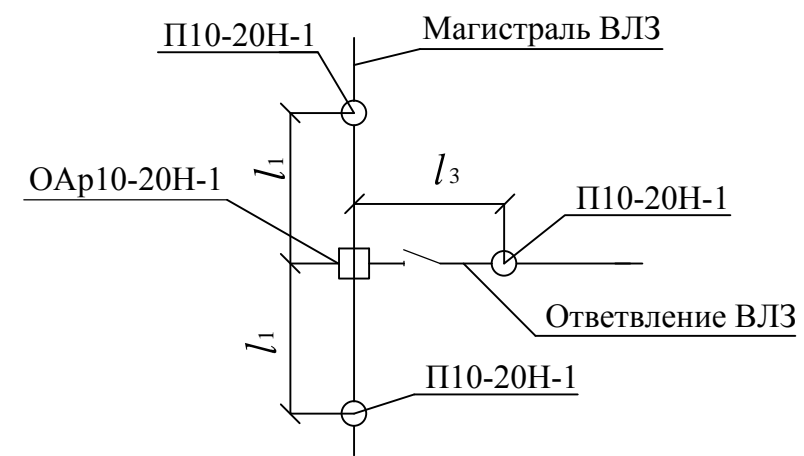 П10-20Н-1
Магистраль ВЛЗ
l1
l3
ОАр10-20Н-1
П10-20Н-1
Ответвление ВЛЗ
l1
П10-20Н-1